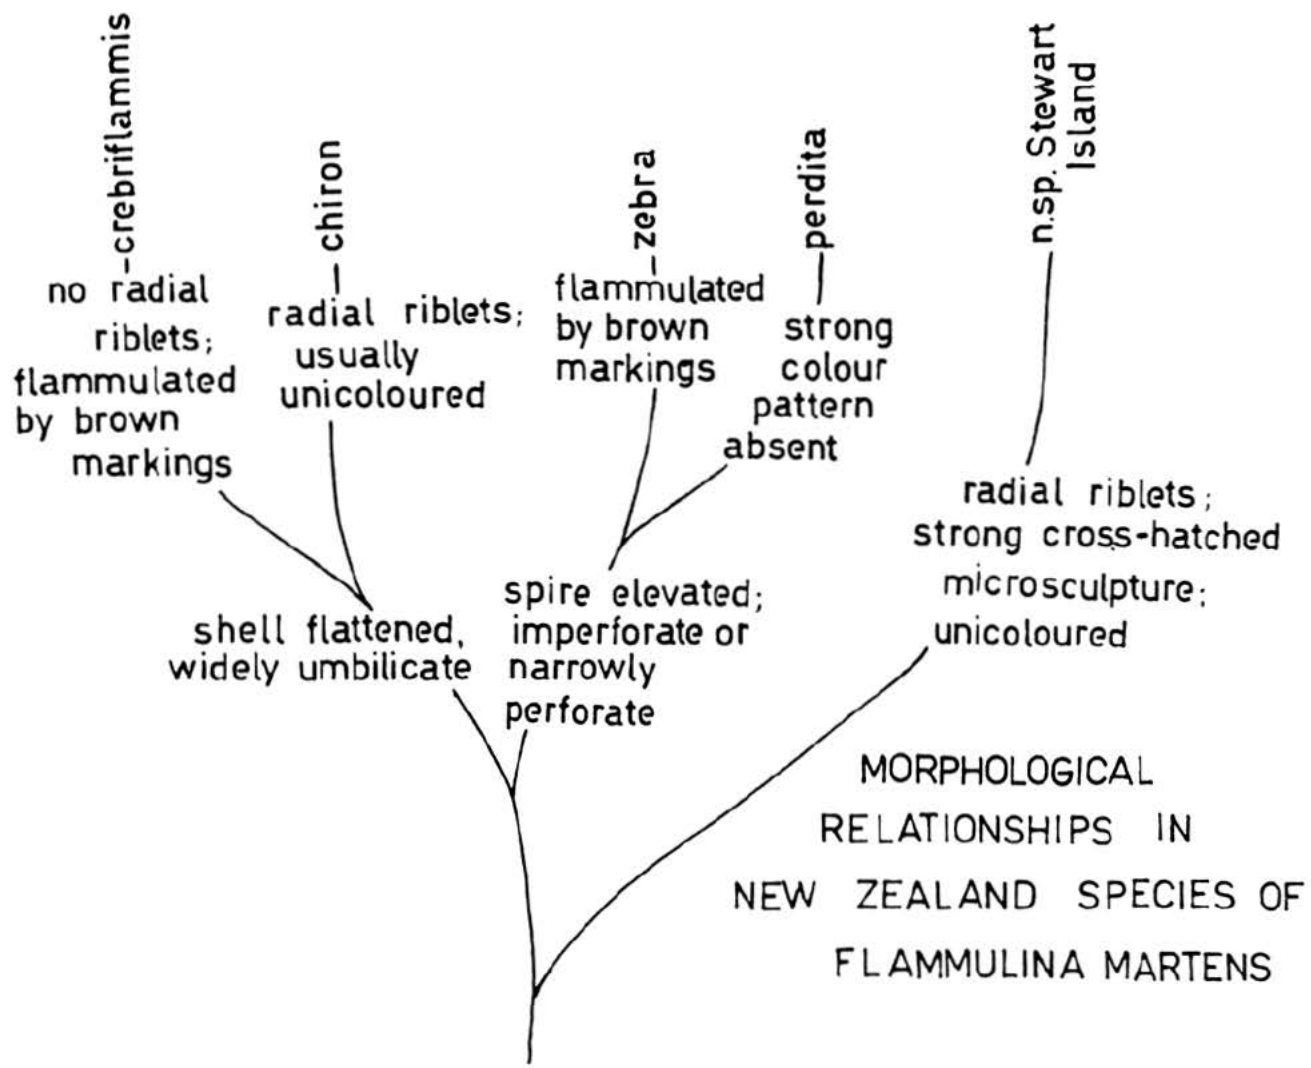 crebriflammis
no radial
riblets;
flammulated
by brown
markings
chiron
radial riblets;
usually
unicoloured
zebra
flammulated
by brown
markings
perdita
strong
colour
pattern
absent
n.sp. Stewart
Island
radial riblets;
strong cross-hatched
microsculpture;
unicoloured
shell flattened,
widely umbilicate
spire elevated;
imperforate or
narrowly
perforate
MORPHOLOGICAL
RELATIONSHIPS IN
NEW ZEALAND SPECIES OF
FLAMMULINA MARTENS